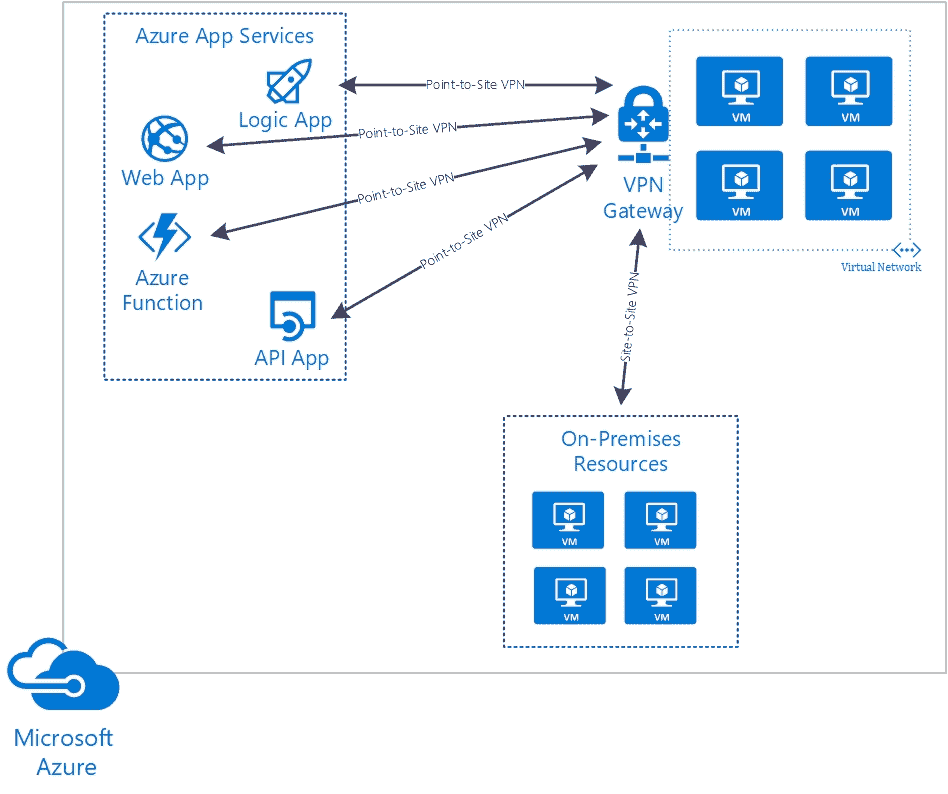 Azure App Services
Logic App
Web App
Azure
Function
API App
Point-to-Site VPN
Point-to-Site VPN
Point-to-Site VPN
Point-to-Site VPN
VPN
Gateway
VM
VM
VM
VM
Virtual Network
Site-to-Site VPN
On-Premises
Resources
VM
VM
VM
VM
Microsoft
Azure